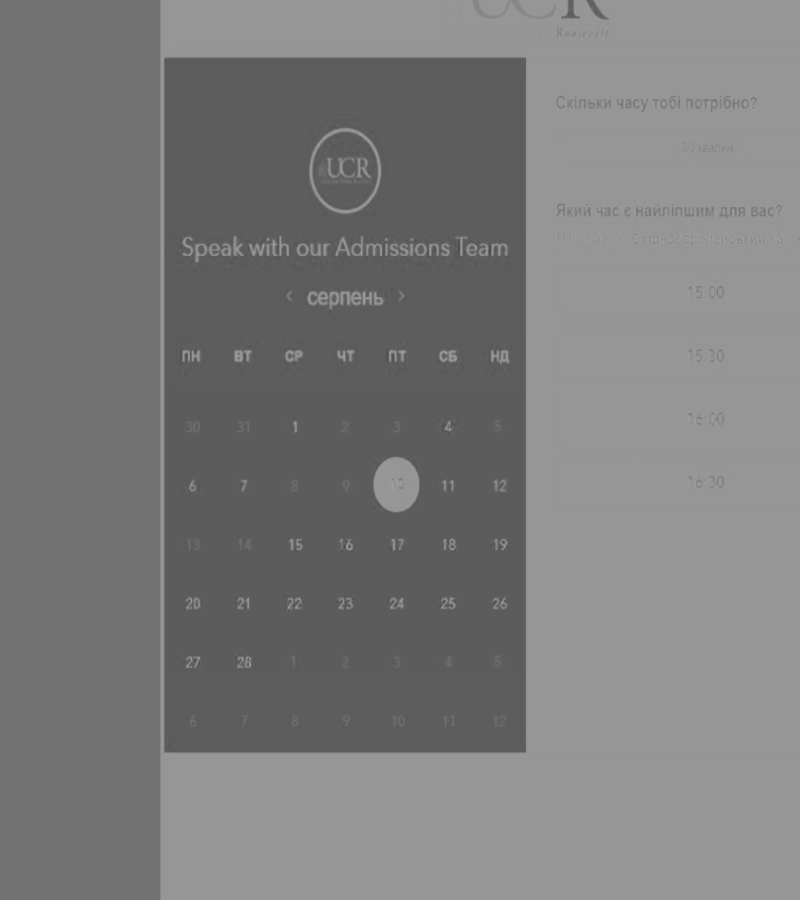 UCR
Roosevelt
UCR
Speak with our Admissions Team
‹ серпень ›
ПН ВТ СР ЧТ ПТ СБ НД
30 31 1 2 3 4 5
6 7 8 9 10 11 12
13 14 15 16 17 18 19
20 21 22 23 24 25 26
27 28 1 2 3 4 5
6 7 8 9 10 11 12
Скільки часу тобі потрібно?
30 хвилин
Який час є найліпшим для вас?
Східноєвропейський час
15:00
15:30
16:00
16:30